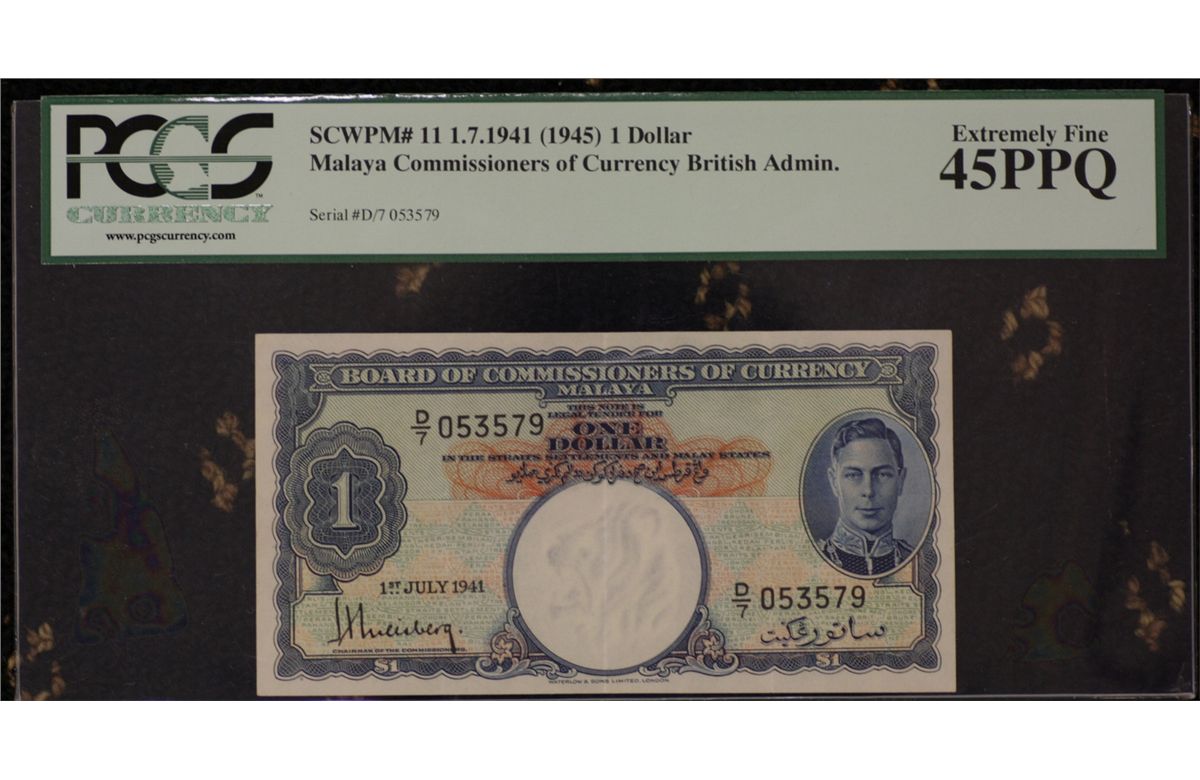 PCGS
CURRENCY
www.pcgscurrency.com
SCWPM# 11 1.7.1941 (1945) 1 Dollar
Malaya Commissioners of Currency British Admin.
Serial #D/7 053579
Extremely Fine
45PPQ
BOARD OF COMMISSIONERS OF CURRENCY
MALAYA
D/7 053579
THIS NOTE IS
LEGAL TENDER FOR
ONE
DOLLAR
IN THE STRAITS SETTLEMENTS AND MALAY STATES
1
1ST JULY 1941
D/7 053579
CHAIRMAN OF THE COMMISSIONERS.
$1
$1
WATERLOW & SONS LIMITED, LONDON